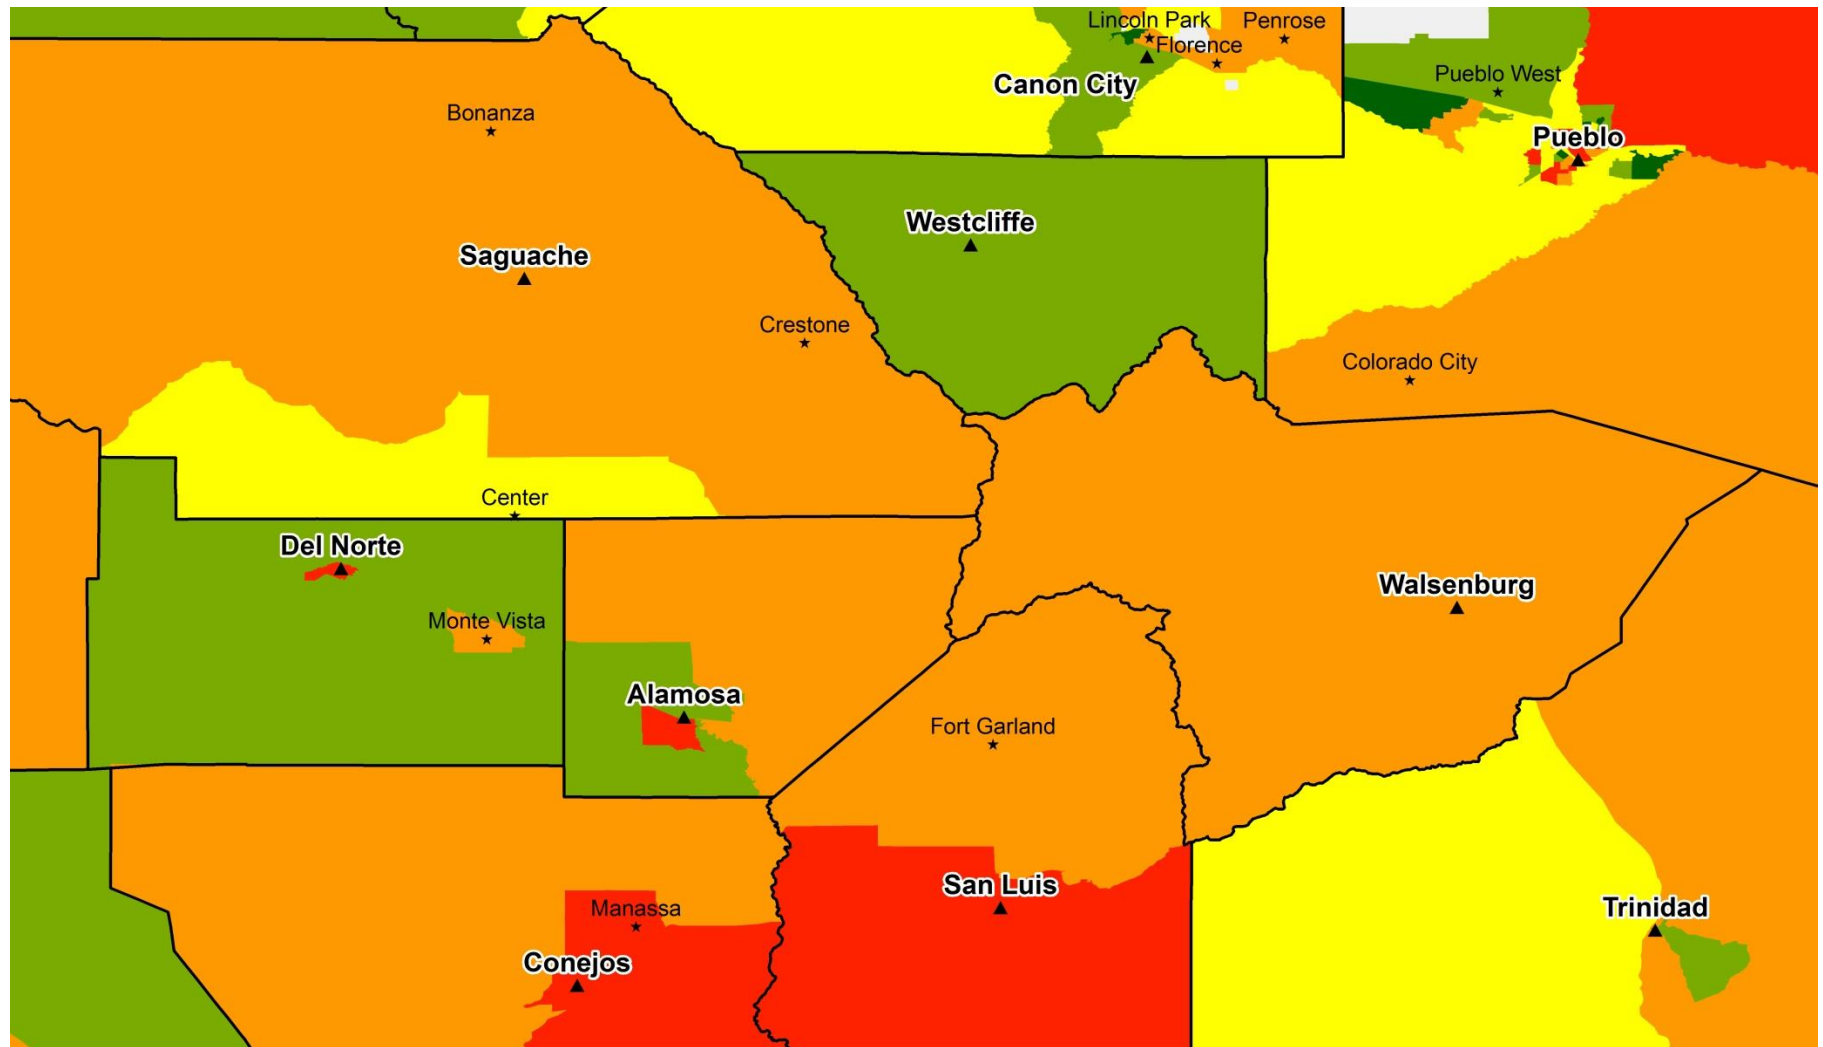 Lincoln Park
Penrose
Florence
Canon City
Pueblo West
Bonanza
Pueblo
Westcliffe
Saguache
Crestone
Colorado City
Center
Del Norte
Walsenburg
Monte Vista
Alamosa
Fort Garland
San Luis
Manassa
Trinidad
Conejos